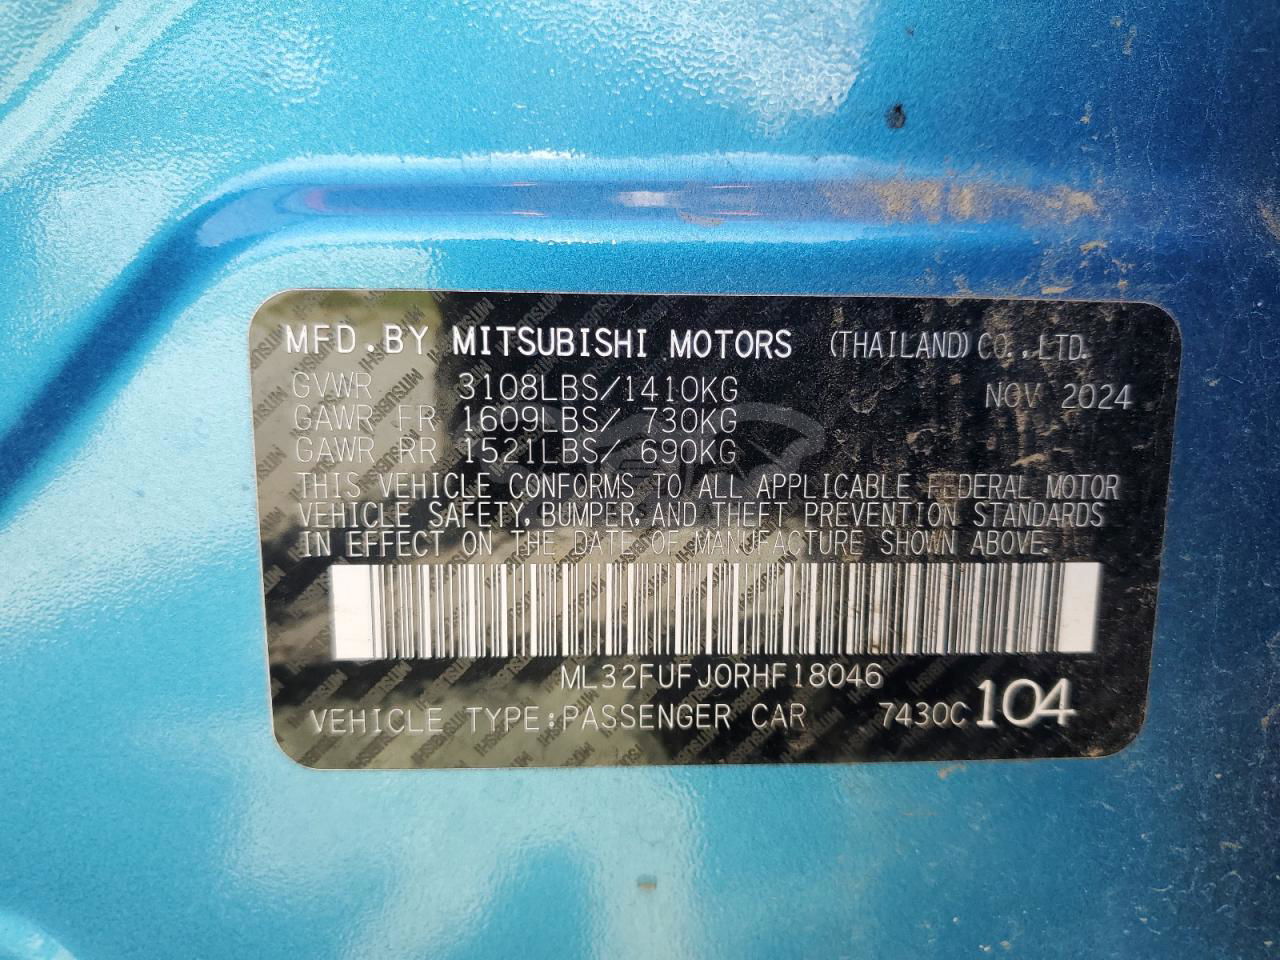 MFD.BY MITSUBISHI MOTORS (THAILAND) CO.,LTD.
GVWR 3108LBS/1410KG NOV 2024
GAWR FR 1609LBS/ 730KG
GAWR RR 1521LBS/ 690KG
THIS VEHICLE CONFORMS TO ALL APPLICABLE FEDERAL MOTOR
VEHICLE SAFETY, BUMPER, AND THEFT PREVENTION STANDARDS
IN EFFECT ON THE DATE OF MANUFACTURE SHOWN ABOVE.
ML32FUFJ0RHF18046
VEHICLE TYPE:PASSENGER CAR 7430C 104